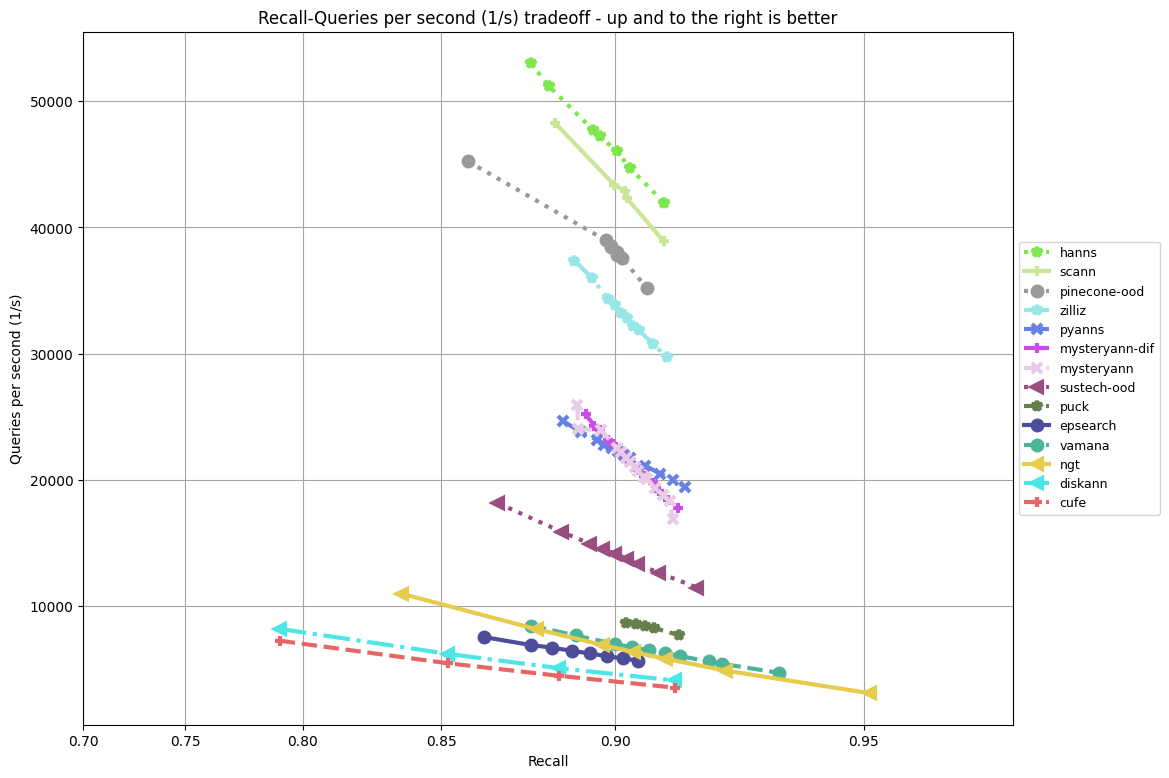 Recall-Queries per second (1/s) tradeoff - up and to the right is better
Queries per second (1/s)
50000
40000
30000
20000
10000
0.70
0.75
0.80
0.85
0.90
0.95
Recall
hanns
scann
pinecone-ood
zilliz
pyanns
mysteryann-dif
mysteryann
sustech-ood
puck
epsearch
vamana
ngt
diskann
cufe